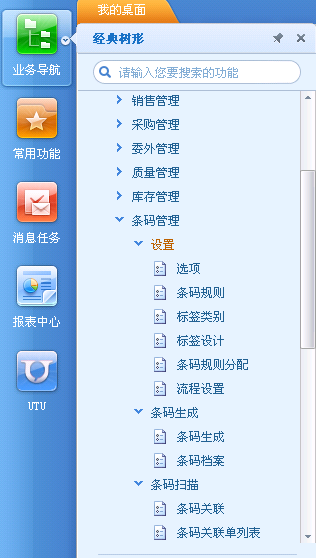 我的桌面
业务导航
常用功能
消息任务
报表中心
UTU
经典树形
请输入您要搜索的功能
销售管理
采购管理
委外管理
质量管理
库存管理
条码管理
设置
选项
条码规则
标签类别
标签设计
条码规则分配
流程设置
条码生成
条码生成
条码档案
条码扫描
条码关联
条码关联单列表